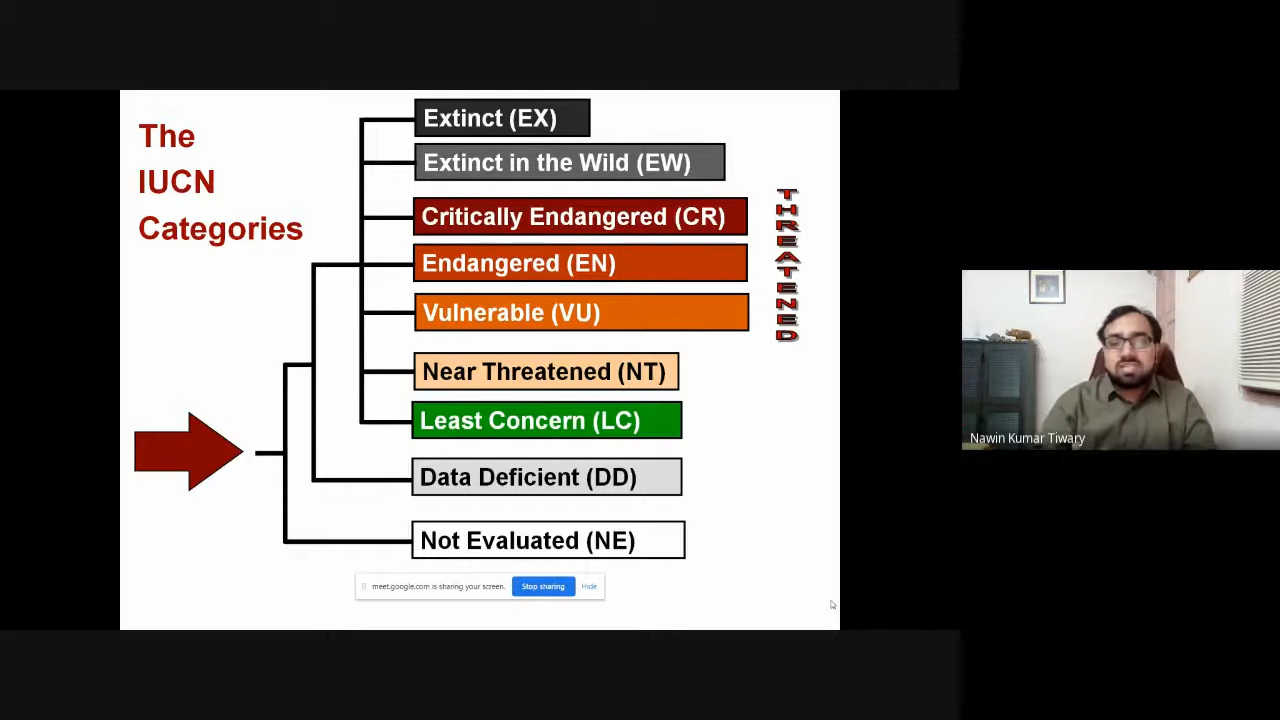 The
IUCN
Categories
Extinct (EX)
Extinct in the Wild (EW)
Critically Endangered (CR)
Endangered (EN)
Vulnerable (VU)
THREATENED
Near Threatened (NT)
Least Concern (LC)
Data Deficient (DD)
Not Evaluated (NE)
meet.google.com is sharing your screen. Stop sharing Hide
Nawin Kumar Tiwary